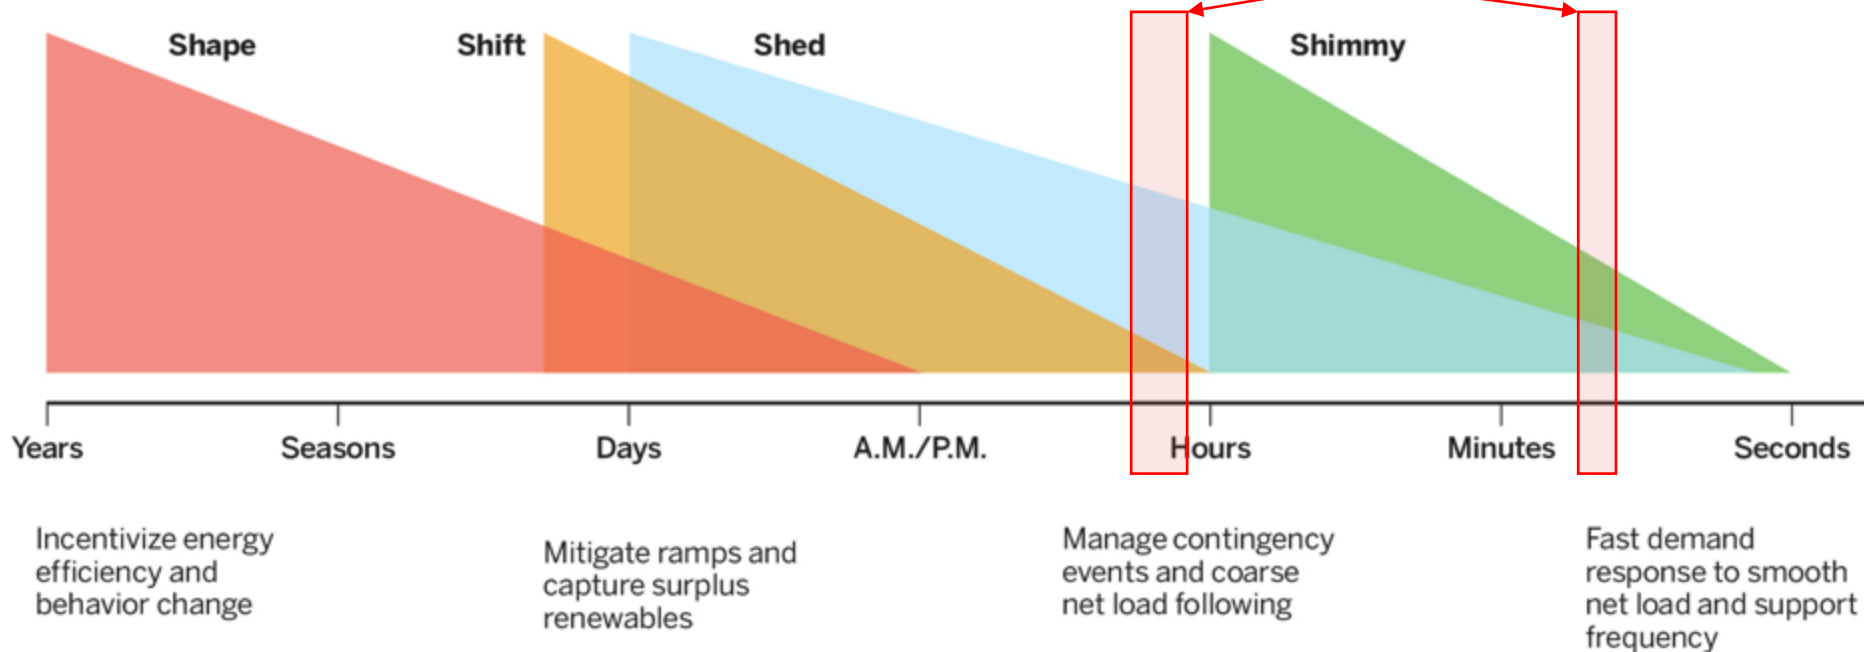 Shape
Shift
Shed
Shimmy
Years
Seasons
Days
A.M./P.M.
Hours
Minutes
Seconds
Incentivize energy
efficiency and
behavior change
Mitigate ramps and
capture surplus
renewables
Manage contingency
events and coarse
net load following
Fast demand
response to smooth
net load and support
frequency